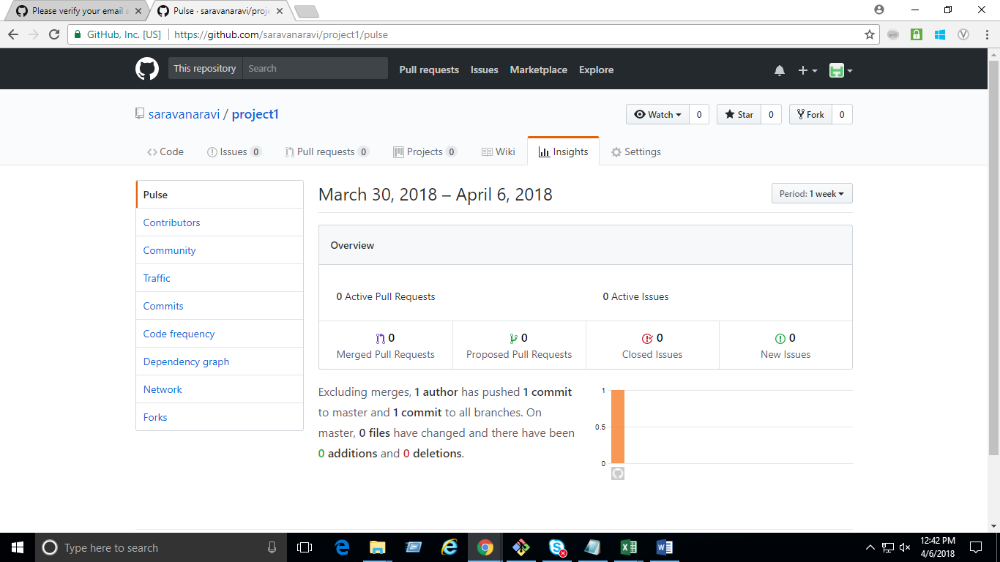 Please verify your email a
Pulse · saravanaravi/proje
GitHub, Inc. [US] https://github.com/saravanaravi/project1/pulse
This repository Search Pull requests Issues Marketplace Explore
saravanaravi / project1
Watch 0 Star 0 Fork 0
Code Issues 0 Pull requests 0 Projects 0 Wiki Insights Settings
Pulse
Contributors
Community
Traffic
Commits
Code frequency
Dependency graph
Network
Forks
March 30, 2018 – April 6, 2018
Period: 1 week
Overview
0 Active Pull Requests
0 Active Issues
0
Merged Pull Requests
0
Proposed Pull Requests
0
Closed Issues
0
New Issues
Excluding merges, 1 author has pushed 1 commit
to master and 1 commit to all branches. On
master, 0 files have changed and there have been
0 additions and 0 deletions.
1
0.5
0
Type here to search
12:42 PM
4/6/2018